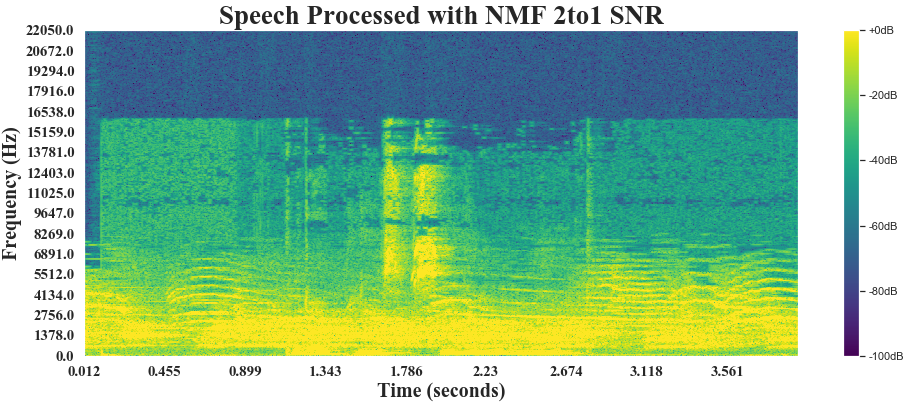 Speech Processed with NMF 2to1 SNR
Frequency (Hz)
22050.0
20672.0
19294.0
17916.0
16538.0
15159.0
13781.0
12403.0
11025.0
9647.0
8269.0
6891.0
5512.0
4134.0
2756.0
1378.0
0.0
0.012 0.455 0.899 1.343 1.786 2.23 2.674 3.118 3.561
Time (seconds)
+0dB
-20dB
-40dB
-60dB
-80dB
-100dB